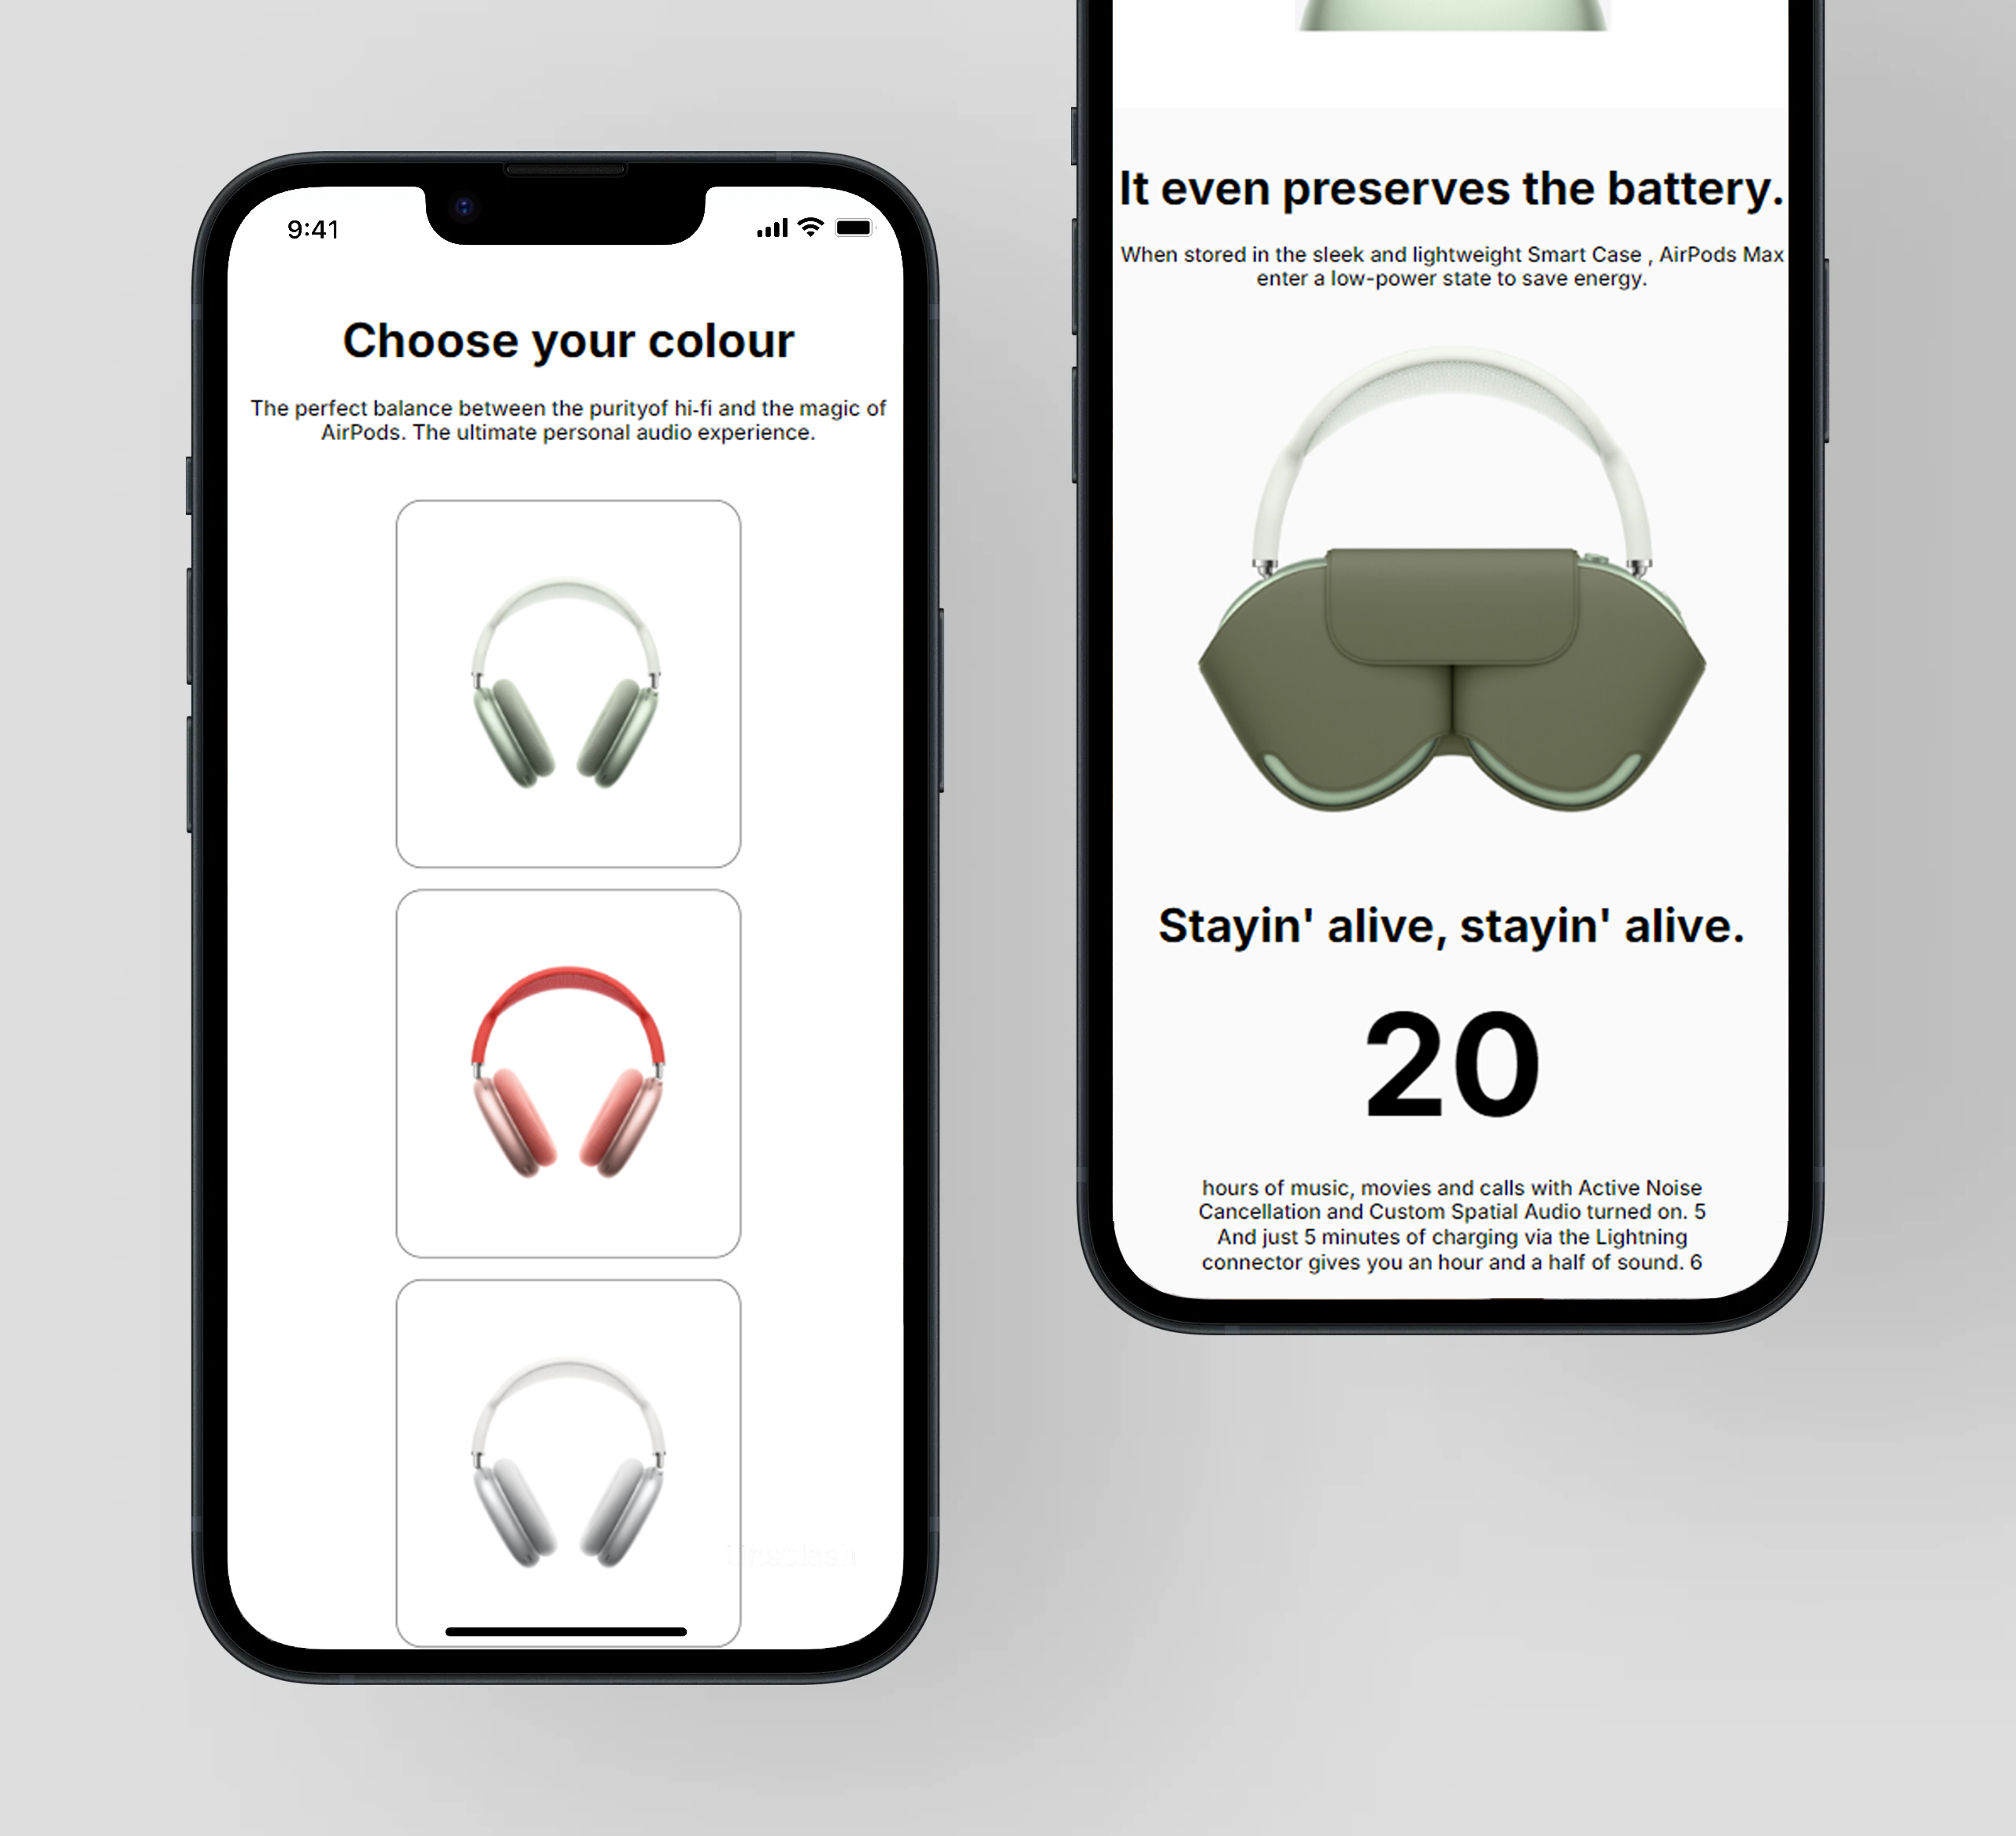 9:41
Choose your colour
The perfect balance between the purityof hi-fi and the magic of
AirPods. The ultimate personal audio experience.
Unsplash
It even preserves the battery.
When stored in the sleek and lightweight Smart Case , AirPods Max
enter a low-power state to save energy.
Stayin' alive, stayin' alive.
20
hours of music, movies and calls with Active Noise
Cancellation and Custom Spatial Audio turned on. 5
And just 5 minutes of charging via the Lightning
connector gives you an hour and a half of sound. 6